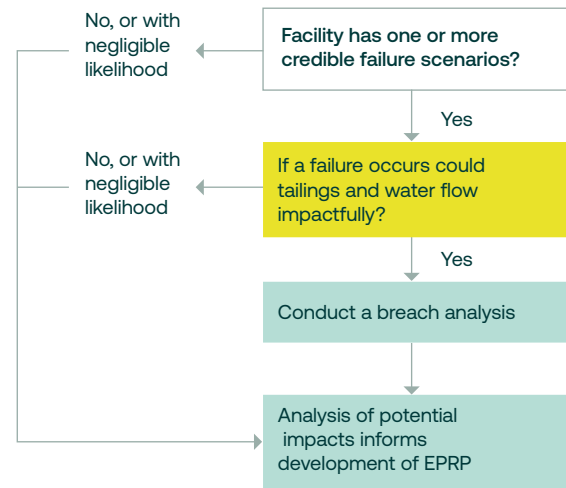 No, or with
negligible
likelihood
Facility has one or more
credible failure scenarios?
Yes
No, or with
negligible
likelihood
If a failure occurs could
tailings and water flow
impactfully?
Yes
Conduct a breach analysis
Analysis of potential
impacts informs
development of EPRP